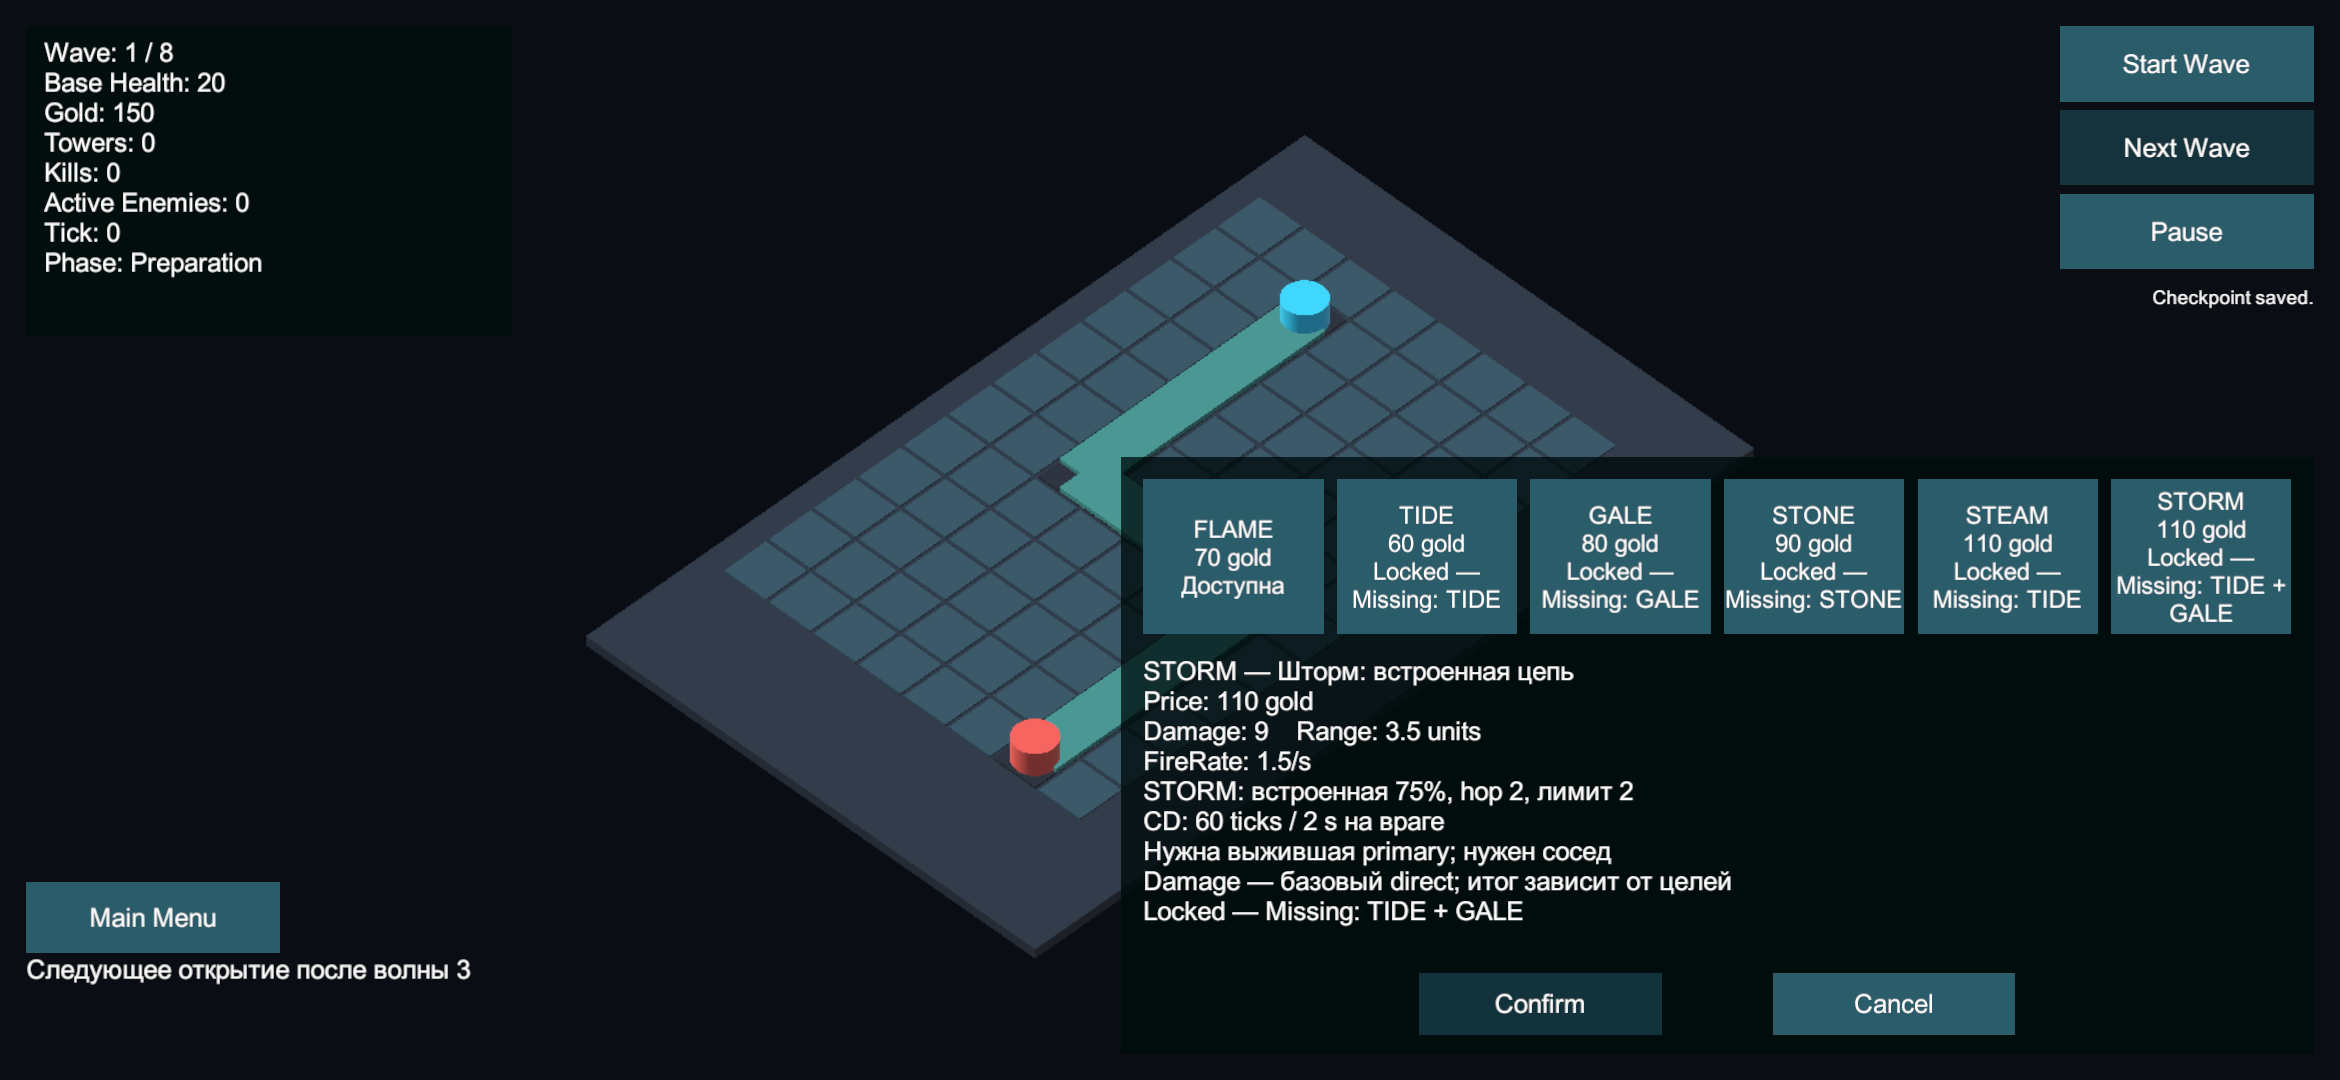 Wave: 1 / 8
Base Health: 20
Gold: 150
Towers: 0
Kills: 0
Active Enemies: 0
Tick: 0
Phase: Preparation
Start Wave
Next Wave
Pause
Checkpoint saved.
FLAME
70 gold
Доступна
TIDE
60 gold
Locked —
Missing: TIDE
GALE
80 gold
Locked —
Missing: GALE
STONE
90 gold
Locked —
Missing: STONE
STEAM
110 gold
Locked —
Missing: TIDE
STORM
110 gold
Locked —
Missing: TIDE +
GALE
STORM — Шторм: встроенная цепь
Price: 110 gold
Damage: 9    Range: 3.5 units
FireRate: 1.5/s
STORM: встроенная 75%, hop 2, лимит 2
CD: 60 ticks / 2 s на враге
Нужна выжившая primary; нужен сосед
Damage — базовый direct; итог зависит от целей
Locked — Missing: TIDE + GALE
Confirm
Cancel
Main Menu
Следующее открытие после волны 3